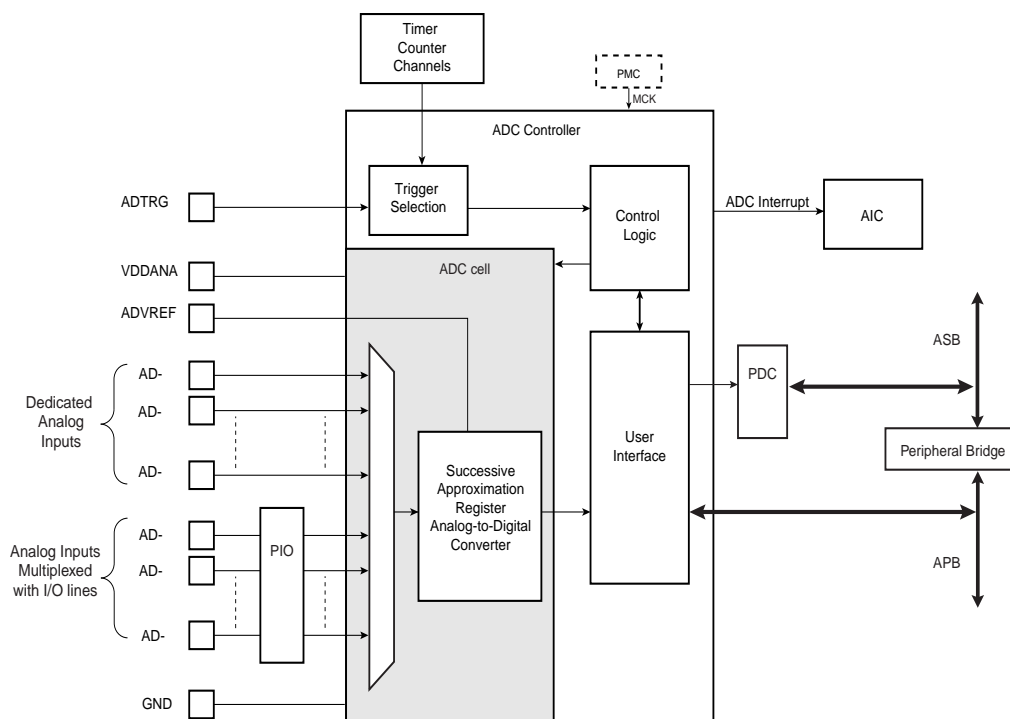 Timer
Counter
Channels
PMC
MCK
ADC Controller
ADTRG
Trigger
Selection
Control
Logic
ADC Interrupt
AIC
VDDANA
ADC cell
ADVREF
ASB
AD-
PDC
Dedicated
Analog
Inputs
AD-
AD-
User
Interface
Peripheral Bridge
Successive
Approximation
Register
Analog-to-Digital
Converter
Analog Inputs
Multiplexed
with I/O lines
AD-
PIO
AD-
AD-
APB
GND